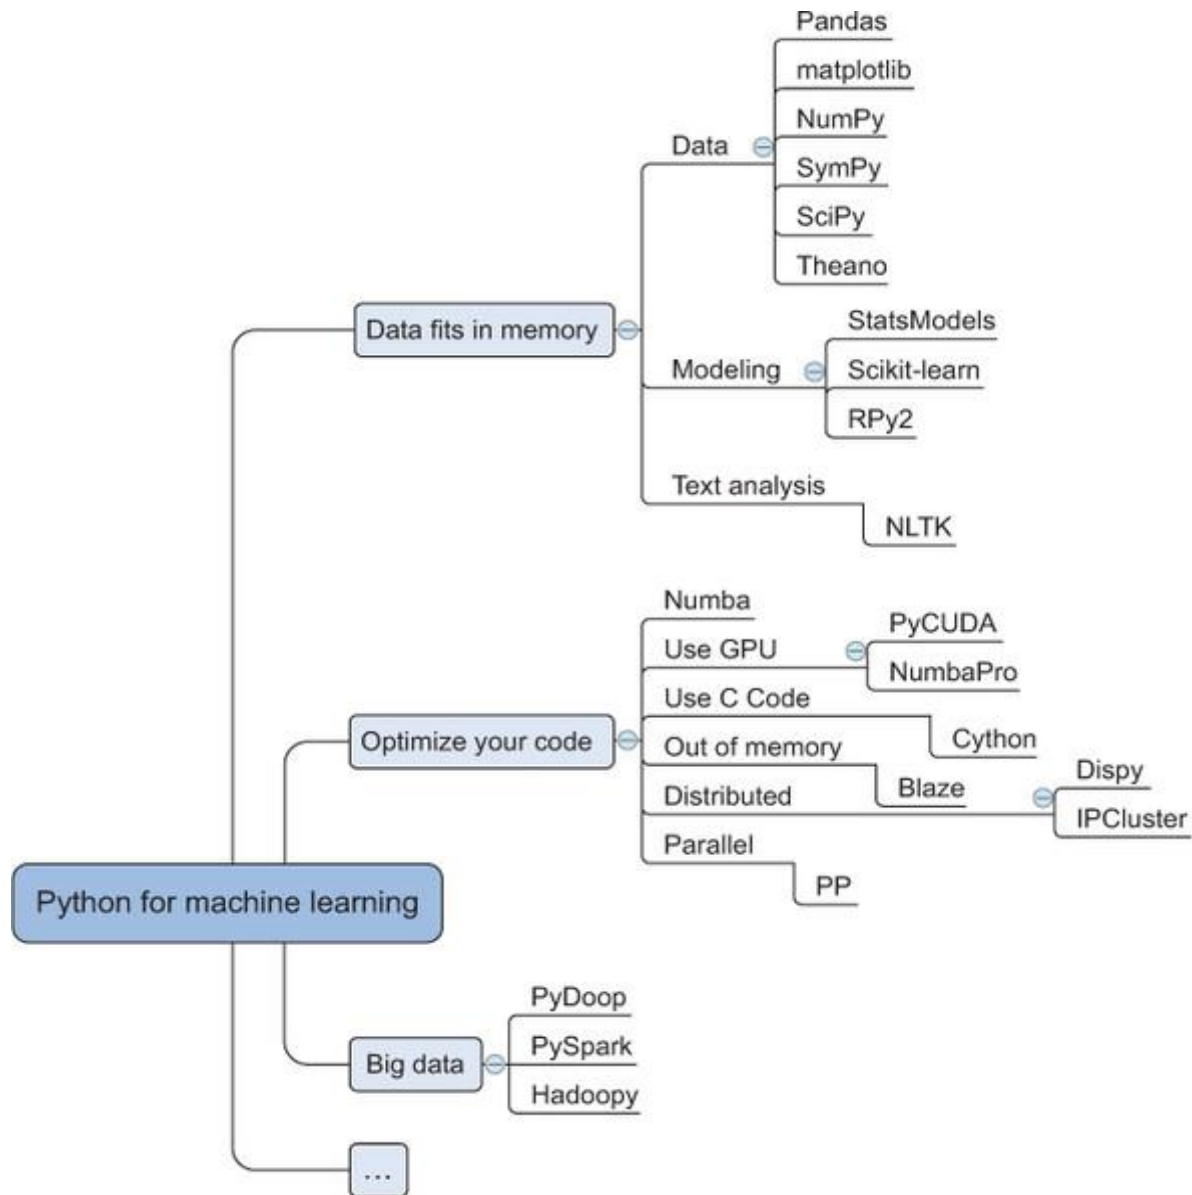 Pandas
matplotlib
NumPy
Data
SymPy
SciPy
Theano
Data fits in memory
StatsModels
Modeling
Scikit-learn
RPy2
Text analysis
NLTK
Numba
PyCUDA
Use GPU
NumbaPro
Use C Code
Optimize your code
Cython
Out of memory
Dispy
Blaze
Distributed
IPCluster
Parallel
PP
Python for machine learning
PyDoop
PySpark
Big data
Hadoopy
...